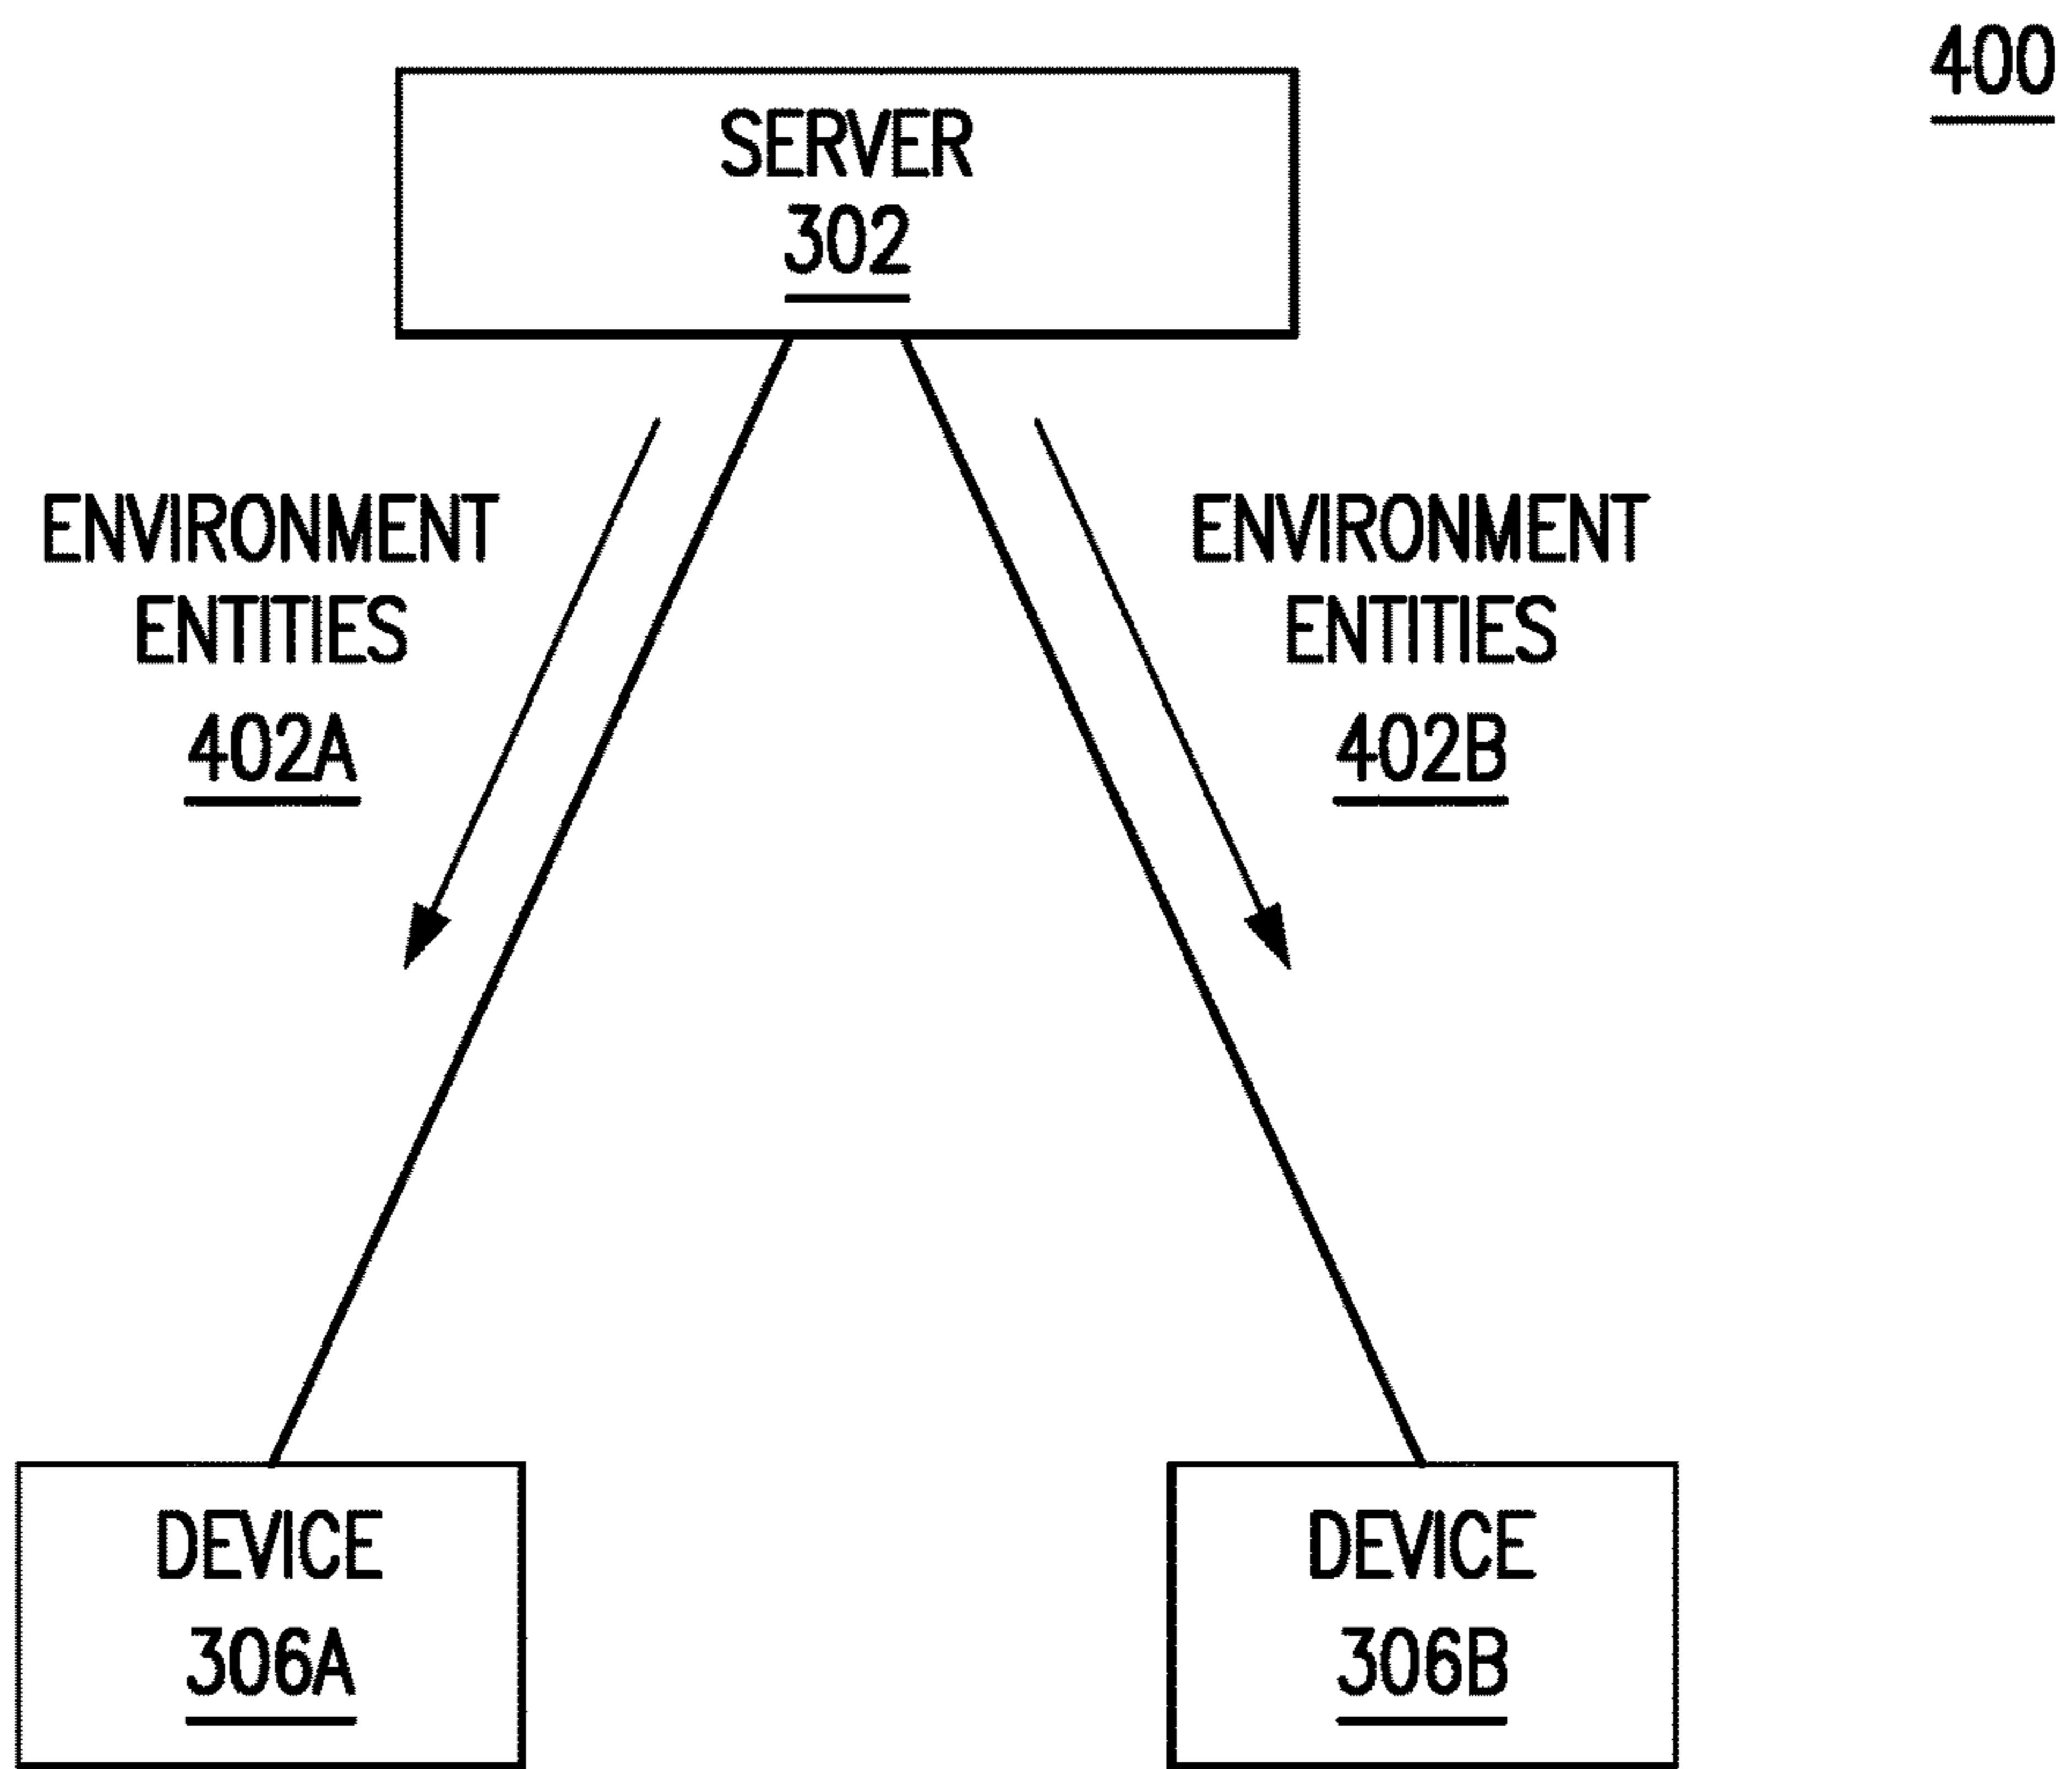 400
SERVER
302
ENVIRONMENT
ENTITIES
402A
ENVIRONMENT
ENTITIES
402B
DEVICE
306A
DEVICE
306B